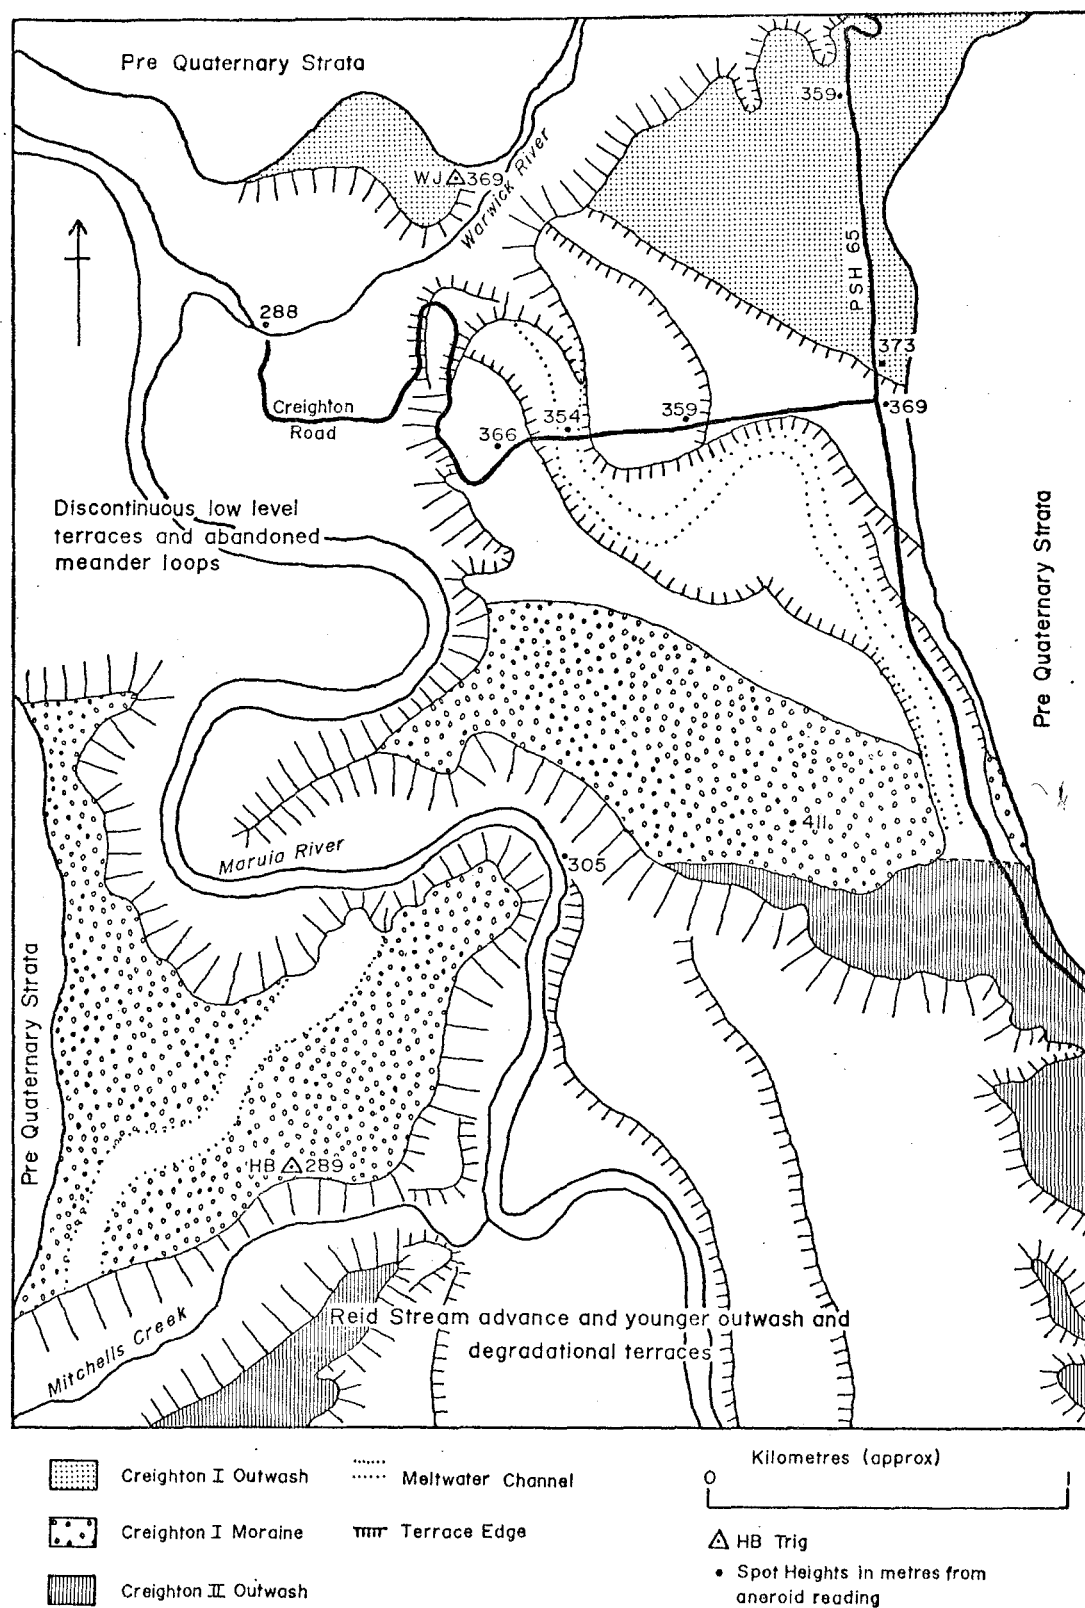 Pre Quaternary Strata
359
WJ 369
Warwick River
PSH 65
288
373
Creighton
Road
354
359
369
366
Discontinuous low level
terraces and abandoned
meander loops
Pre Quaternary Strata
411
Maruia River
305
Pre Quaternary Strata
HB 289
Mitchells Creek
Reid Stream advance and younger outwash and
degradational terraces
Kilometres (approx)
0 1
Creighton I Outwash
Meltwater Channel
Creighton I Moraine
Terrace Edge
HB Trig
Creighton II Outwash
Spot Heights in metres from
aneroid reading